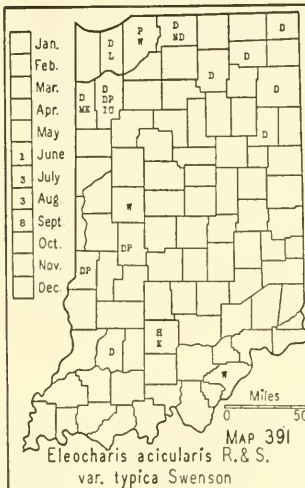 Jan.
Feb.
Mar.
Apr.
May
1 June
3 July
3 Aug.
8 Sept.
Oct.
Nov.
Dec.
D
L
P
W
D
ND
D
D
D
D
D
MK
D
DP
D
W
DP
DP
D
H
K
W
Miles
0 50
MAP 391
Eleocharis acicularis R.& S.
var. typica Swenson